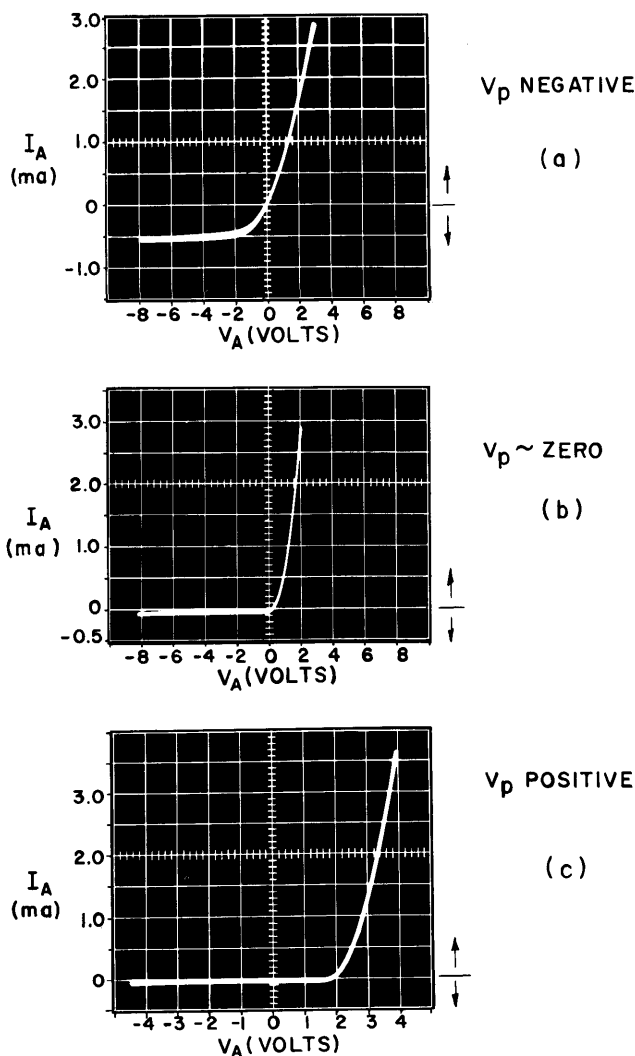 3.0
2.0
1.0
0
-1.0
I_A
(ma)
-8 -6 -4 -2 0 2 4 6 8
V_A (VOLTS)
V_p NEGATIVE
(a)
3.0
2.0
1.0
0
-0.5
I_A
(ma)
-8 -6 -4 -2 0 2 4 6 8
V_A (VOLTS)
V_p ~ ZERO
(b)
3.0
2.0
1.0
0
I_A
(ma)
-4 -3 -2 -1 0 1 2 3 4
V_A (VOLTS)
V_p POSITIVE
(c)